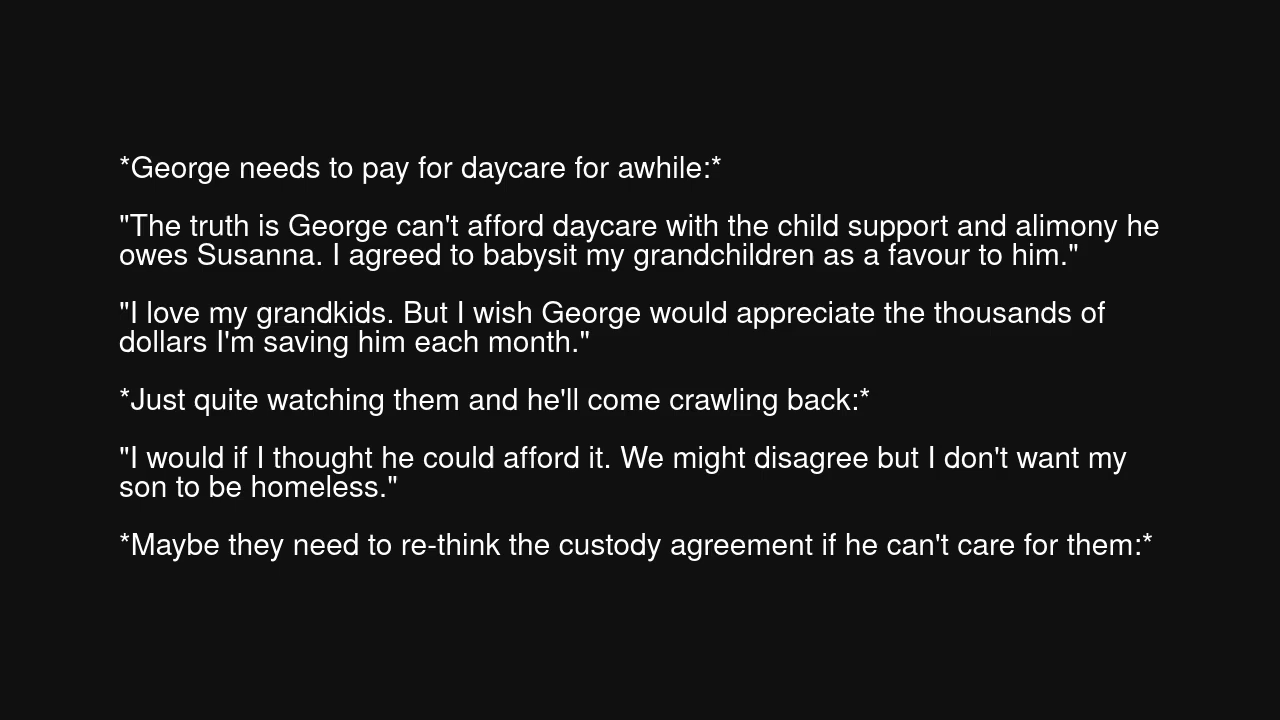 *George needs to pay for daycare for awhile:*
"The truth is George can't afford daycare with the child support and alimony he
owes Susanna. I agreed to babysit my grandchildren as a favour to him."
"I love my grandkids. But I wish George would appreciate the thousands of
dollars I'm saving him each month."
*Just quite watching them and he'll come crawling back:*
"I would if I thought he could afford it. We might disagree but I don't want my
son to be homeless."
*Maybe they need to re-think the custody agreement if he can't care for them:*